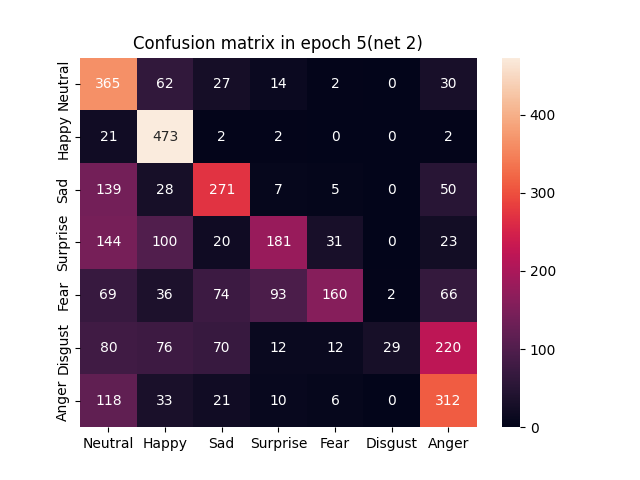 Confusion matrix in epoch 5(net 2)
Neutral 365 62 27 14 2 0 30
Happy 21 473 2 2 0 0 2
Sad 139 28 271 7 5 0 50
Surprise 144 100 20 181 31 0 23
Fear 69 36 74 93 160 2 66
Disgust 80 76 70 12 12 29 220
Anger 118 33 21 10 6 0 312
Neutral Happy Sad Surprise Fear Disgust Anger
400
300
200
100
0